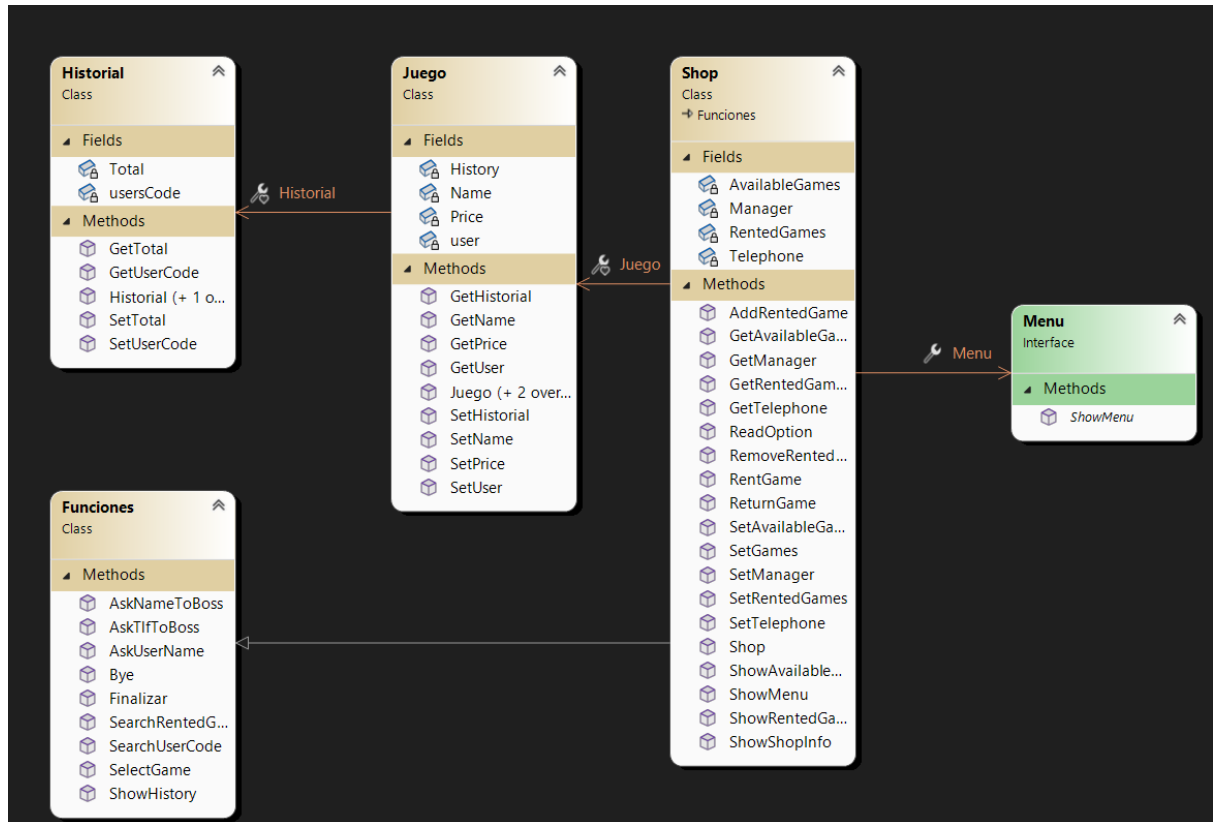 Historial
Class
Fields
Total
usersCode
Methods
GetTotal
GetUserCode
Historial (+ 1 o...
SetTotal
SetUserCode
Historial
Juego
Class
Fields
History
Name
Price
user
Methods
GetHistorial
GetName
GetPrice
GetUser
Juego (+ 2 over...
SetHistorial
SetName
SetPrice
SetUser
Juego
Shop
Class
Funciones
Fields
AvailableGames
Manager
RentedGames
Telephone
Methods
AddRentedGame
GetAvailableGa...
GetManager
GetRentedGam...
GetTelephone
ReadOption
RemoveRented...
RentGame
ReturnGame
SetAvailableGa...
SetGames
SetManager
SetRentedGames
SetTelephone
Shop
ShowAvailable...
ShowMenu
ShowRentedGa...
ShowShopInfo
Menu
Menu
Interface
Methods
ShowMenu
Funciones
Class
Methods
AskNameToBoss
AskTlfToBoss
AskUserName
Bye
Finalizar
SearchRentedG...
SearchUserCode
SelectGame
ShowHistory